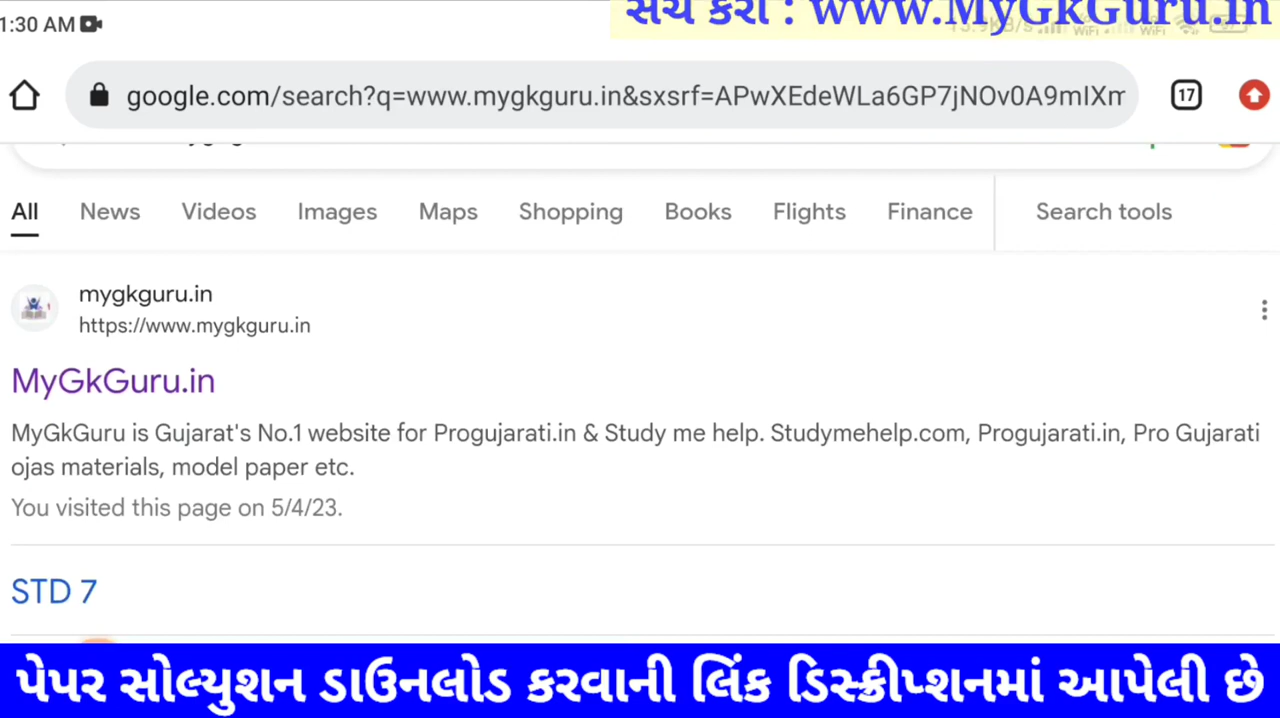 1:30 AM
સર્ચ કરો : www.MyGkGuru.in
google.com/search?q=www.mygkguru.in&sxsrf=APwXEdeWLa6GP7jNOv0A9mIXm
17
All News Videos Images Maps Shopping Books Flights Finance Search tools
mygkguru.in
https://www.mygkguru.in
MyGkGuru.in
MyGkGuru is Gujarat's No.1 website for Progujarati.in & Study me help. Studymehelp.com, Progujarati.in, Pro Gujarati
ojas materials, model paper etc.
You visited this page on 5/4/23.
STD 7
પેપર સોલ્યુશન ડાઉનલોડ કરવાની લિંક ડિસ્ક્રીપ્શનમાં આપેલી છે